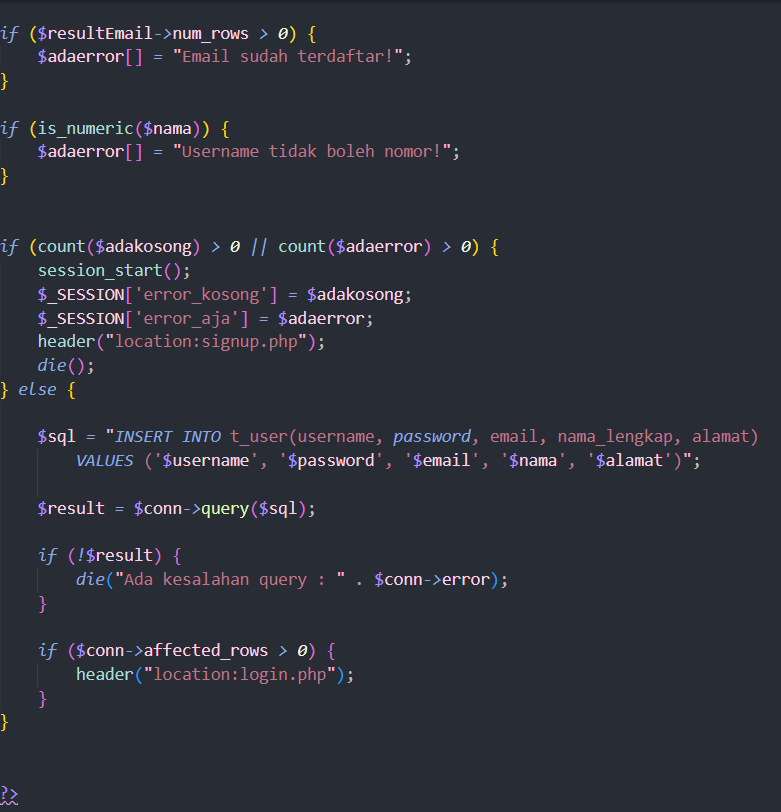 if ($resultEmail->num_rows > 0) {
    $adaerror[] = "Email sudah terdaftar!";
}
if (is_numeric($nama)) {
    $adaerror[] = "Username tidak boleh nomor!";
}
if (count($adakosong) > 0 || count($adaerror) > 0) {
    session_start();
    $_SESSION['error_kosong'] = $adakosong;
    $_SESSION['error_aja'] = $adaerror;
    header("location:signup.php");
    die();
} else {
    $sql = "INSERT INTO t_user(username, password, email, nama_lengkap, alamat)
        VALUES ('$username', '$password', '$email', '$nama', '$alamat')";
    $result = $conn->query($sql);
    if (!$result) {
        die("Ada kesalahan query : " . $conn->error);
    }
    if ($conn->affected_rows > 0) {
        header("location:login.php");
    }
}
?>